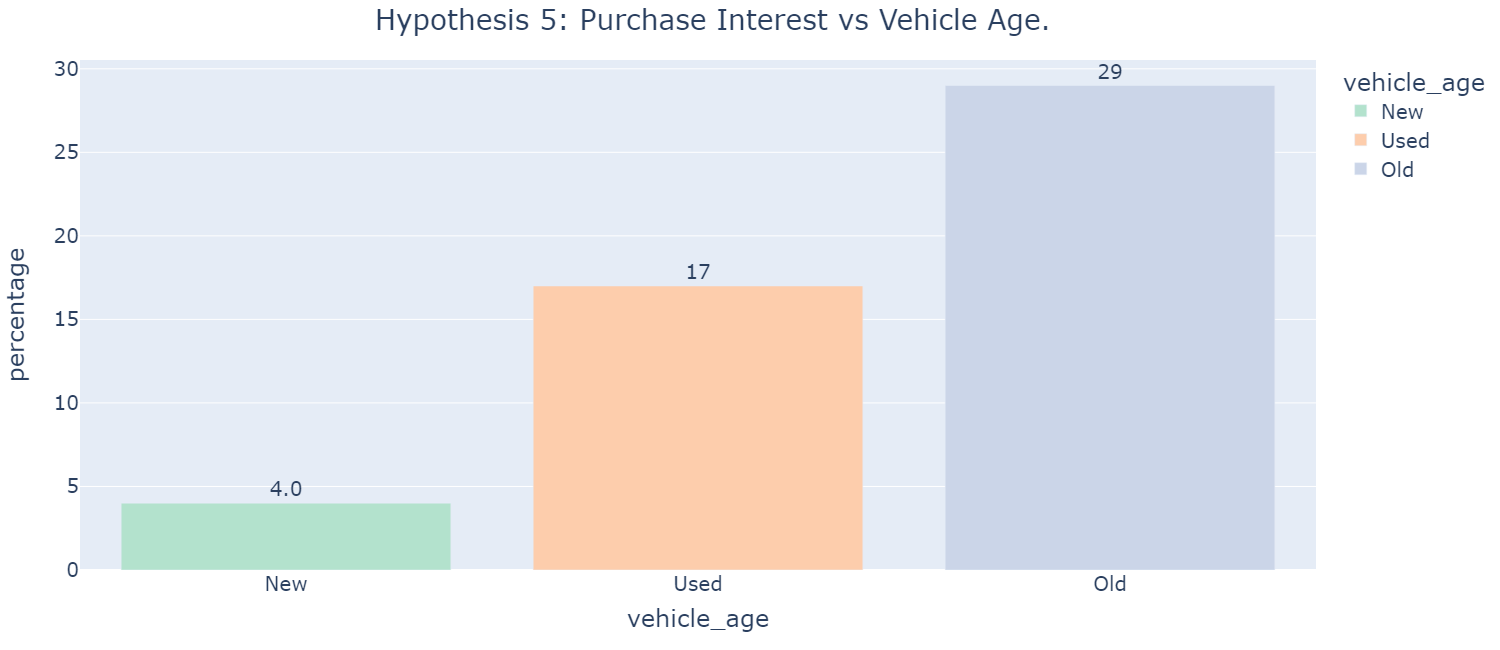 Hypothesis 5: Purchase Interest vs Vehicle Age.
percentage
30
25
20
15
10
5
0
4.0
17
29
New
Used
Old
vehicle_age
vehicle_age
New
Used
Old